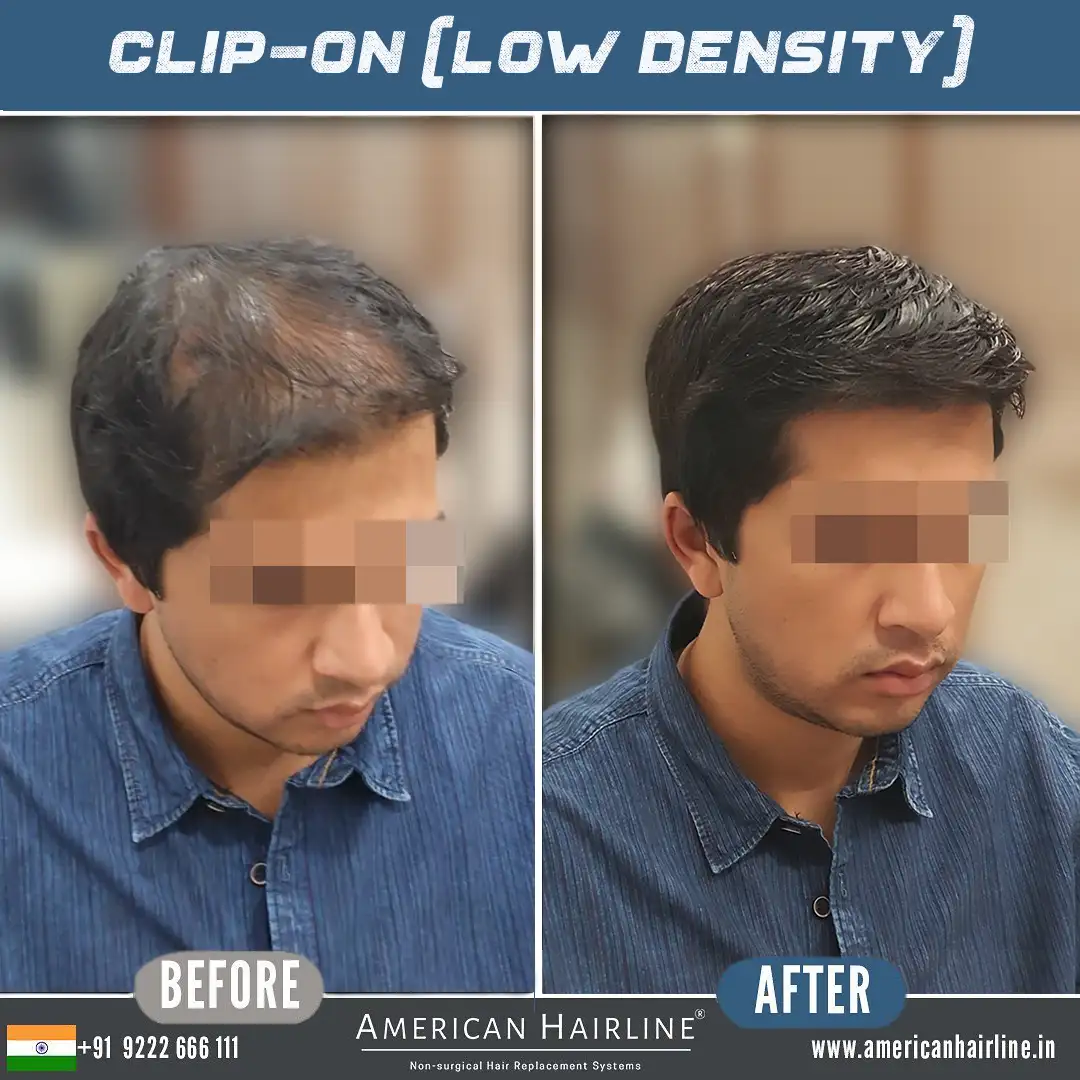 CLIP-ON (LOW DENSITY)
BEFORE
AFTER
AMERICAN HAIRLINE®
Non-surgical Hair Replacement Systems
+91 9222 666 111
www.americanhairline.in